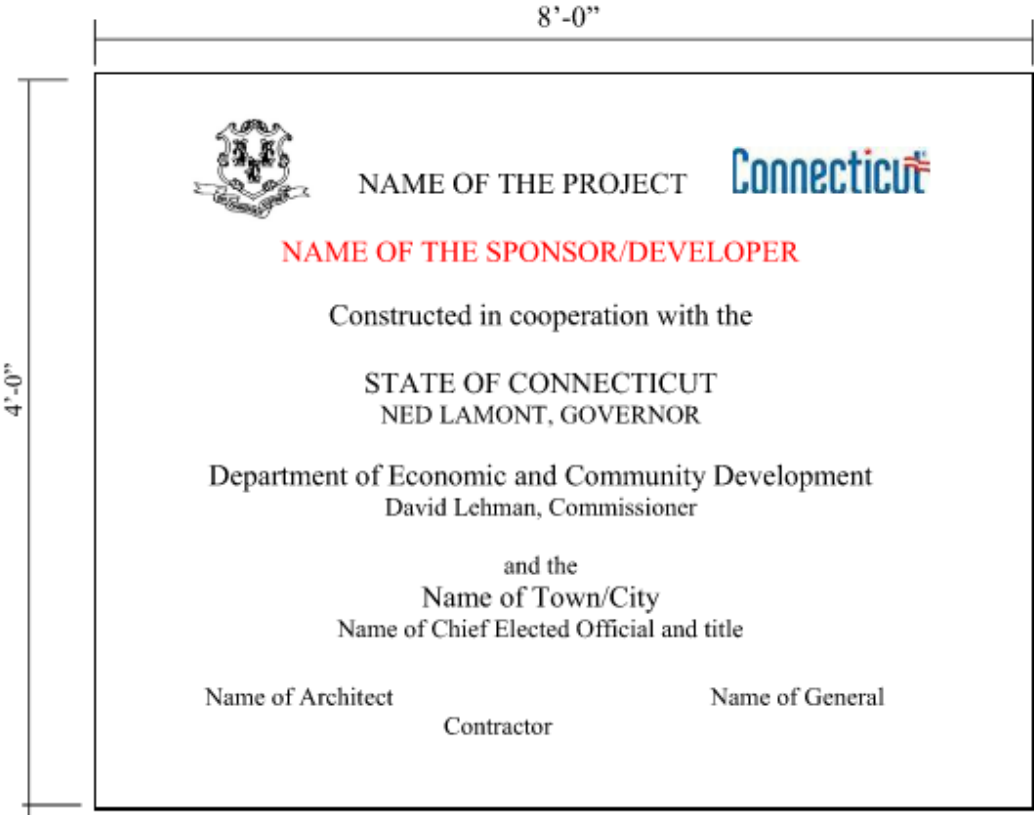 8’-0”
Connecticut
NAME OF THE PROJECT
NAME OF THE SPONSOR/DEVELOPER
Constructed in cooperation with the
4’-0”
STATE OF CONNECTICUT
NED LAMONT, GOVERNOR
Department of Economic and Community Development
David Lehman, Commissioner
and the
Name of Town/City
Name of Chief Elected Official and title
Name of Architect Name of General
Contractor